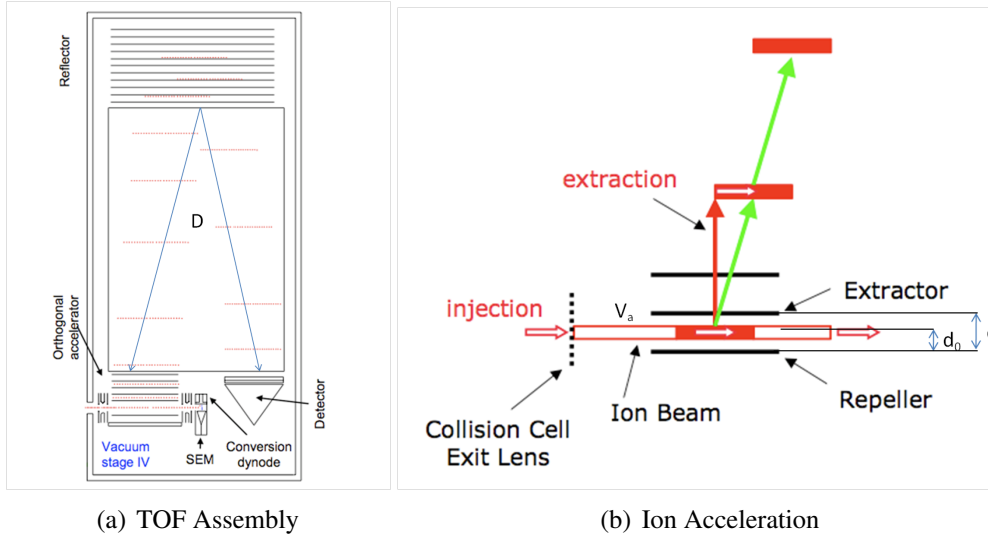 Reflector
D
Orthogonal
accelerator
Detector
Vacuum
stage IV
SEM
Conversion
dynode
(a) TOF Assembly
extraction
injection
Va
Extractor
d0
Ion Beam
Repeller
Collision Cell
Exit Lens
(b) Ion Acceleration